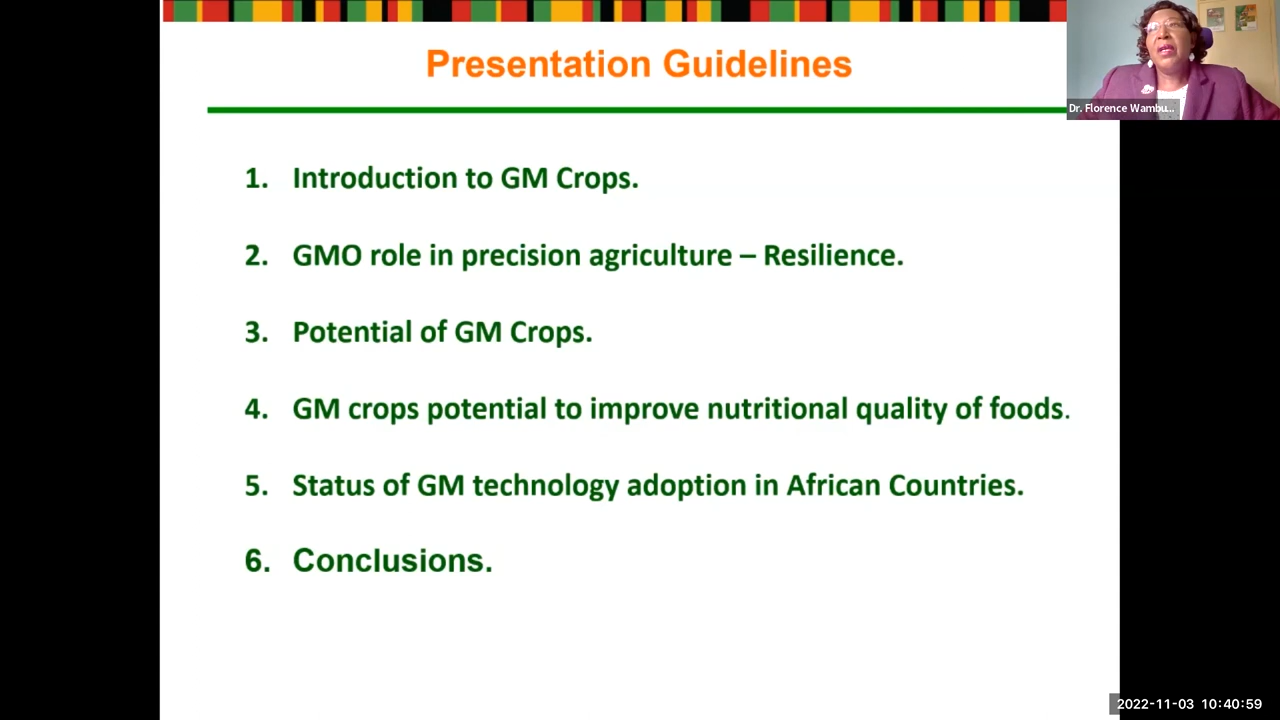 Presentation Guidelines
Dr. Florence Wambu...
1. Introduction to GM Crops.
2. GMO role in precision agriculture – Resilience.
3. Potential of GM Crops.
4. GM crops potential to improve nutritional quality of foods.
5. Status of GM technology adoption in African Countries.
6. Conclusions.
2022-11-03 10:40:59